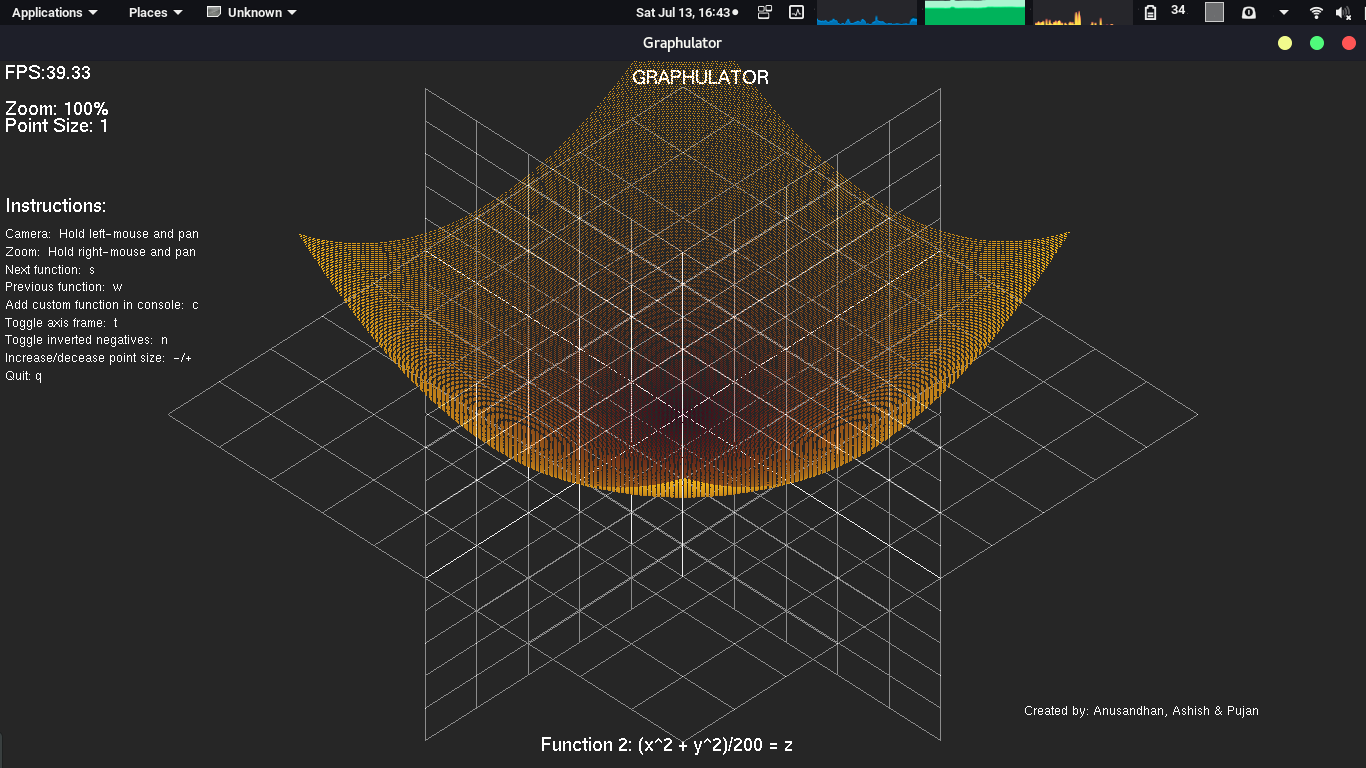 Applications Places Unknown Sat Jul 13, 16:43 34
Graphulator
FPS:39.33
GRAPHULATOR
Zoom: 100%
Point Size: 1
Instructions:
Camera: Hold left-mouse and pan
Zoom: Hold right-mouse and pan
Next function: s
Previous function: w
Add custom function in console: c
Toggle axis frame: t
Toggle inverted negatives: n
Increase/decease point size: -/+
Quit: q
Created by: Anusandhan, Ashish & Pujan
Function 2: (x^2 + y^2)/200 = z